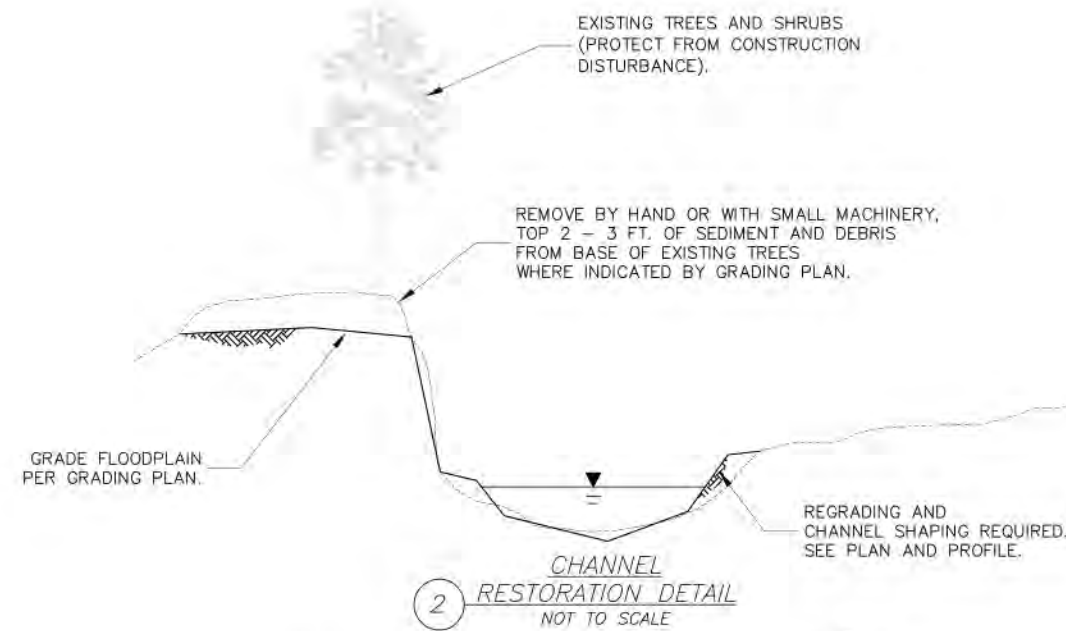 EXISTING TREES AND SHRUBS
(PROTECT FROM CONSTRUCTION
DISTURBANCE).
REMOVE BY HAND OR WITH SMALL MACHINERY,
TOP 2 – 3 FT. OF SEDIMENT AND DEBRIS
FROM BASE OF EXISTING TREES
WHERE INDICATED BY GRADING PLAN.
GRADE FLOODPLAIN
PER GRADING PLAN.
REGRADING AND
CHANNEL SHAPING REQUIRED.
SEE PLAN AND PROFILE.
2
CHANNEL
RESTORATION DETAIL
NOT TO SCALE